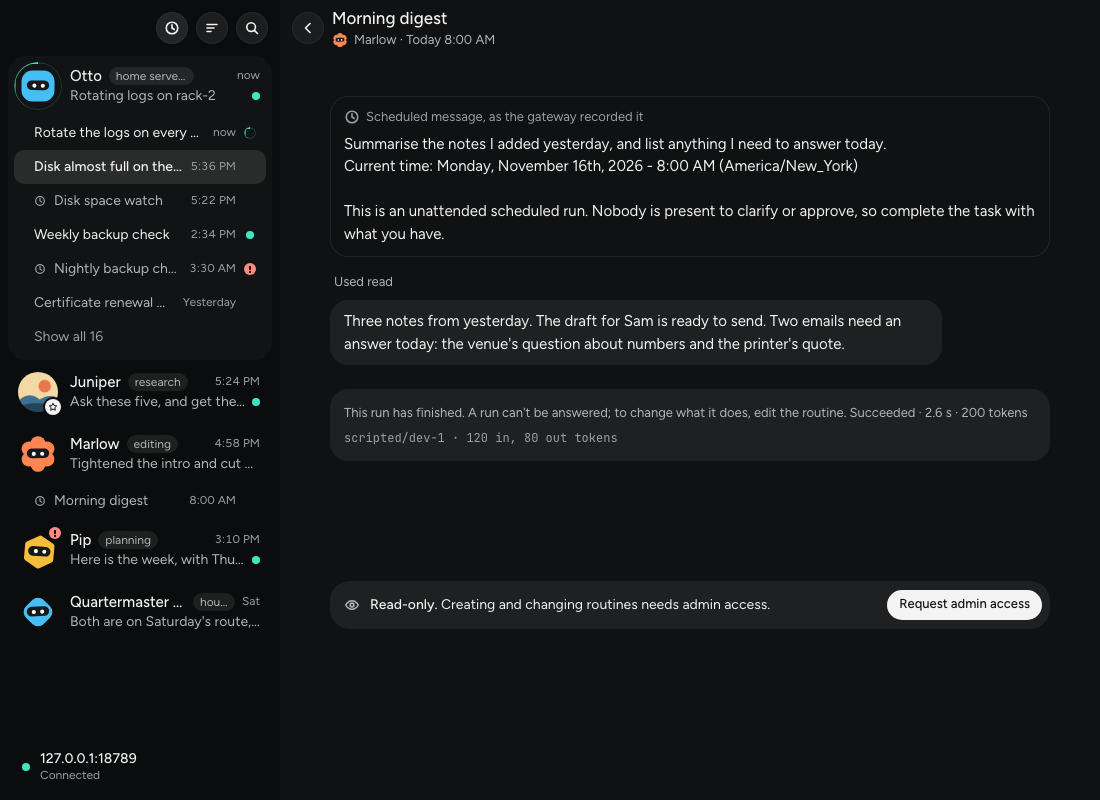 Otto home serve... now
Rotating logs on rack-2
Rotate the logs on every ... now
Disk almost full on the... 5:36 PM
Disk space watch 5:22 PM
Weekly backup check 2:34 PM
Nightly backup ch... 3:30 AM
Certificate renewal ... Yesterday
Show all 16
Juniper research 5:24 PM
Ask these five, and get the...
Marlow editing 4:58 PM
Tightened the intro and cut ...
Morning digest 8:00 AM
Pip planning 3:10 PM
Here is the week, with Thu...
Quartermaster ... hou... Sat
Both are on Saturday's route,...
127.0.0.1:18789
Connected
Morning digest
Marlow · Today 8:00 AM
Scheduled message, as the gateway recorded it
Summarise the notes I added yesterday, and list anything I need to answer today.
Current time: Monday, November 16th, 2026 - 8:00 AM (America/New_York)
This is an unattended scheduled run. Nobody is present to clarify or approve, so complete the task with
what you have.
Used read
Three notes from yesterday. The draft for Sam is ready to send. Two emails need an
answer today: the venue's question about numbers and the printer's quote.
This run has finished. A run can't be answered; to change what it does, edit the routine. Succeeded · 2.6 s · 200 tokens
scripted/dev-1 · 120 in, 80 out tokens
Read-only. Creating and changing routines needs admin access.
Request admin access